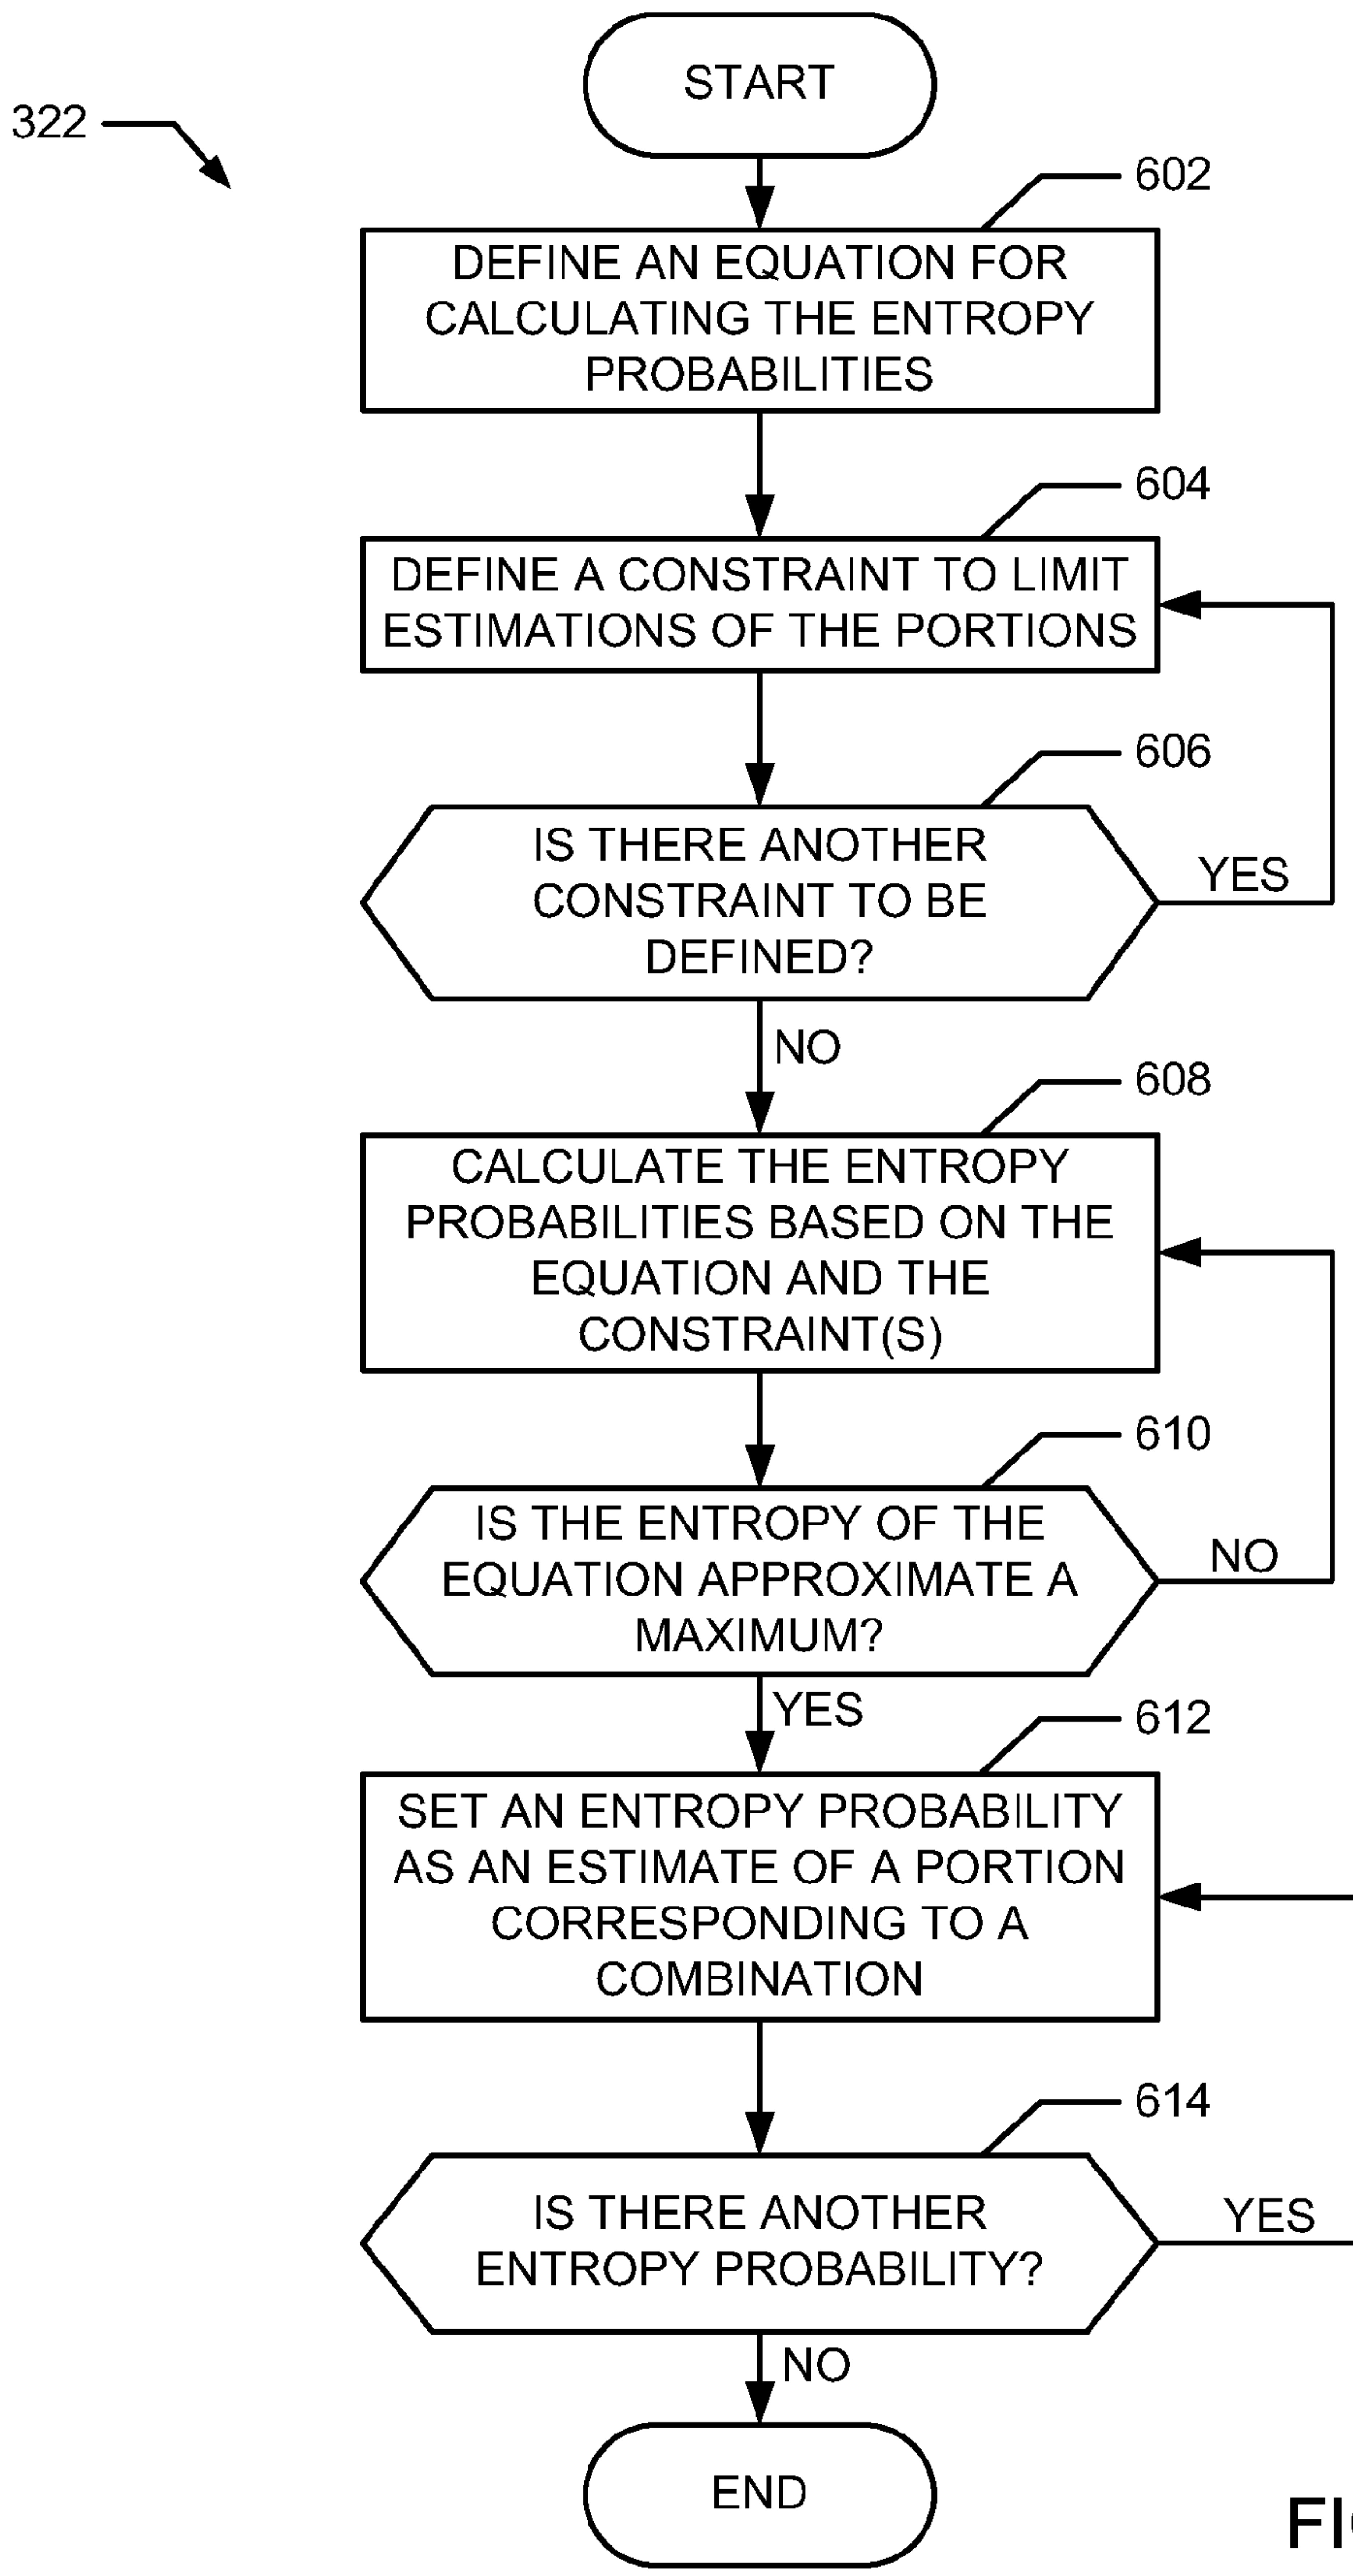 START
322
602
DEFINE AN EQUATION FOR
CALCULATING THE ENTROPY
PROBABILITIES
604
DEFINE A CONSTRAINT TO LIMIT
ESTIMATIONS OF THE PORTIONS
606
IS THERE ANOTHER
CONSTRAINT TO BE
DEFINED?
YES
NO
608
CALCULATE THE ENTROPY
PROBABILITIES BASED ON THE
EQUATION AND THE
CONSTRAINT(S)
610
IS THE ENTROPY OF THE
EQUATION APPROXIMATE A
MAXIMUM?
NO
YES
612
SET AN ENTROPY PROBABILITY
AS AN ESTIMATE OF A PORTION
CORRESPONDING TO A
COMBINATION
614
IS THERE ANOTHER
ENTROPY PROBABILITY?
YES
NO
END